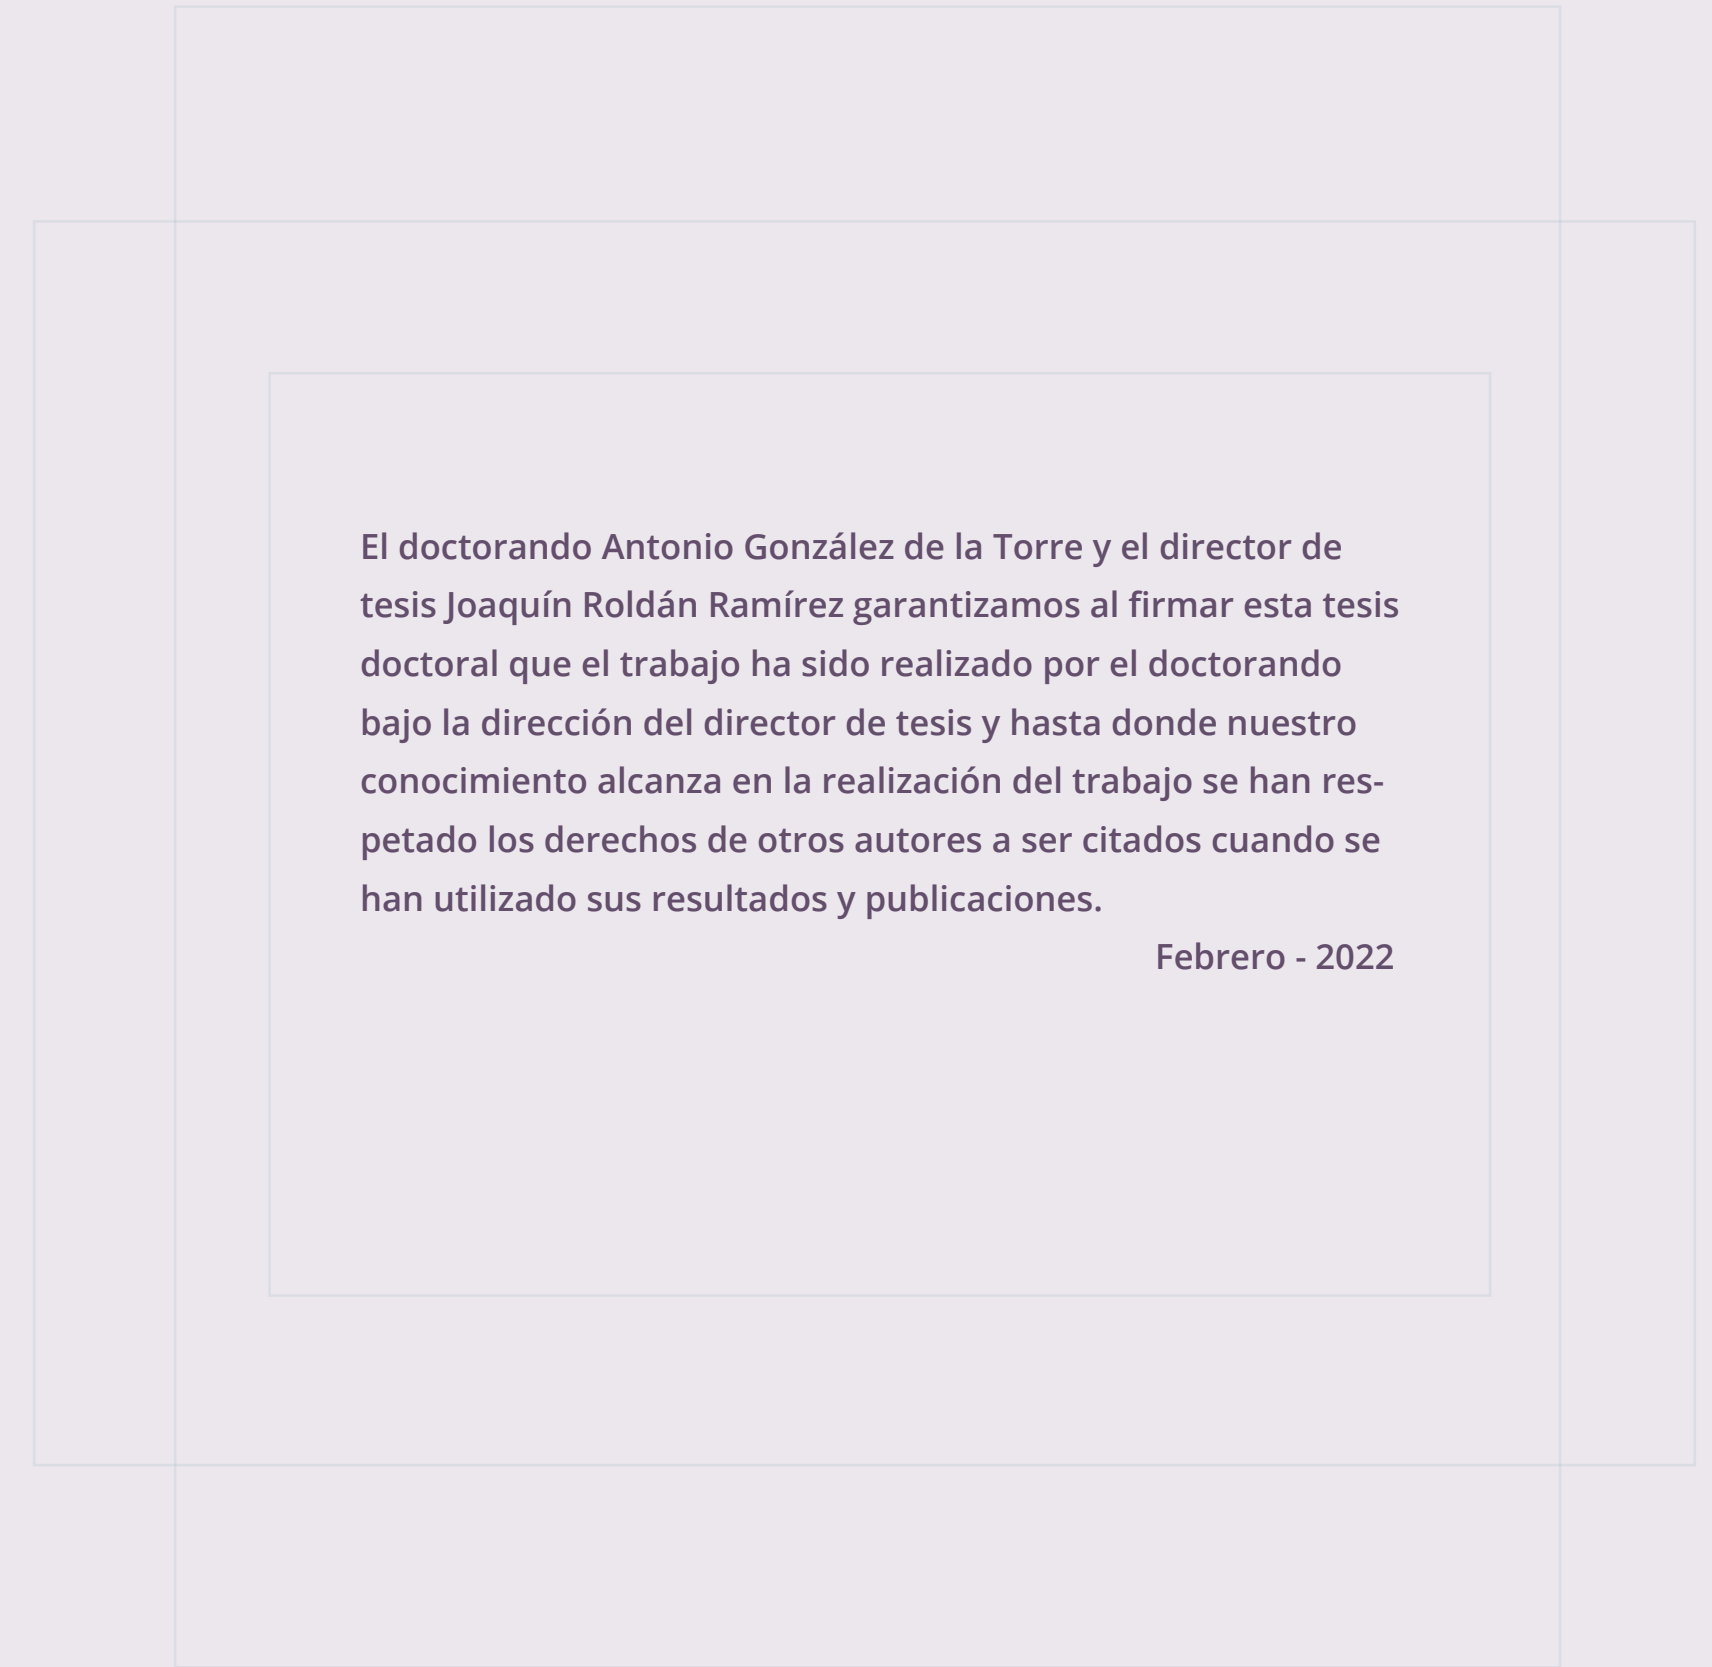 El doctorando Antonio González de la Torre y el director de
tesis Joaquín Roldán Ramírez garantizamos al firmar esta tesis
doctoral que el trabajo ha sido realizado por el doctorando
bajo la dirección del director de tesis y hasta donde nuestro
conocimiento alcanza en la realización del trabajo se han res-
petado los derechos de otros autores a ser citados cuando se
han utilizado sus resultados y publicaciones.
Febrero - 2022